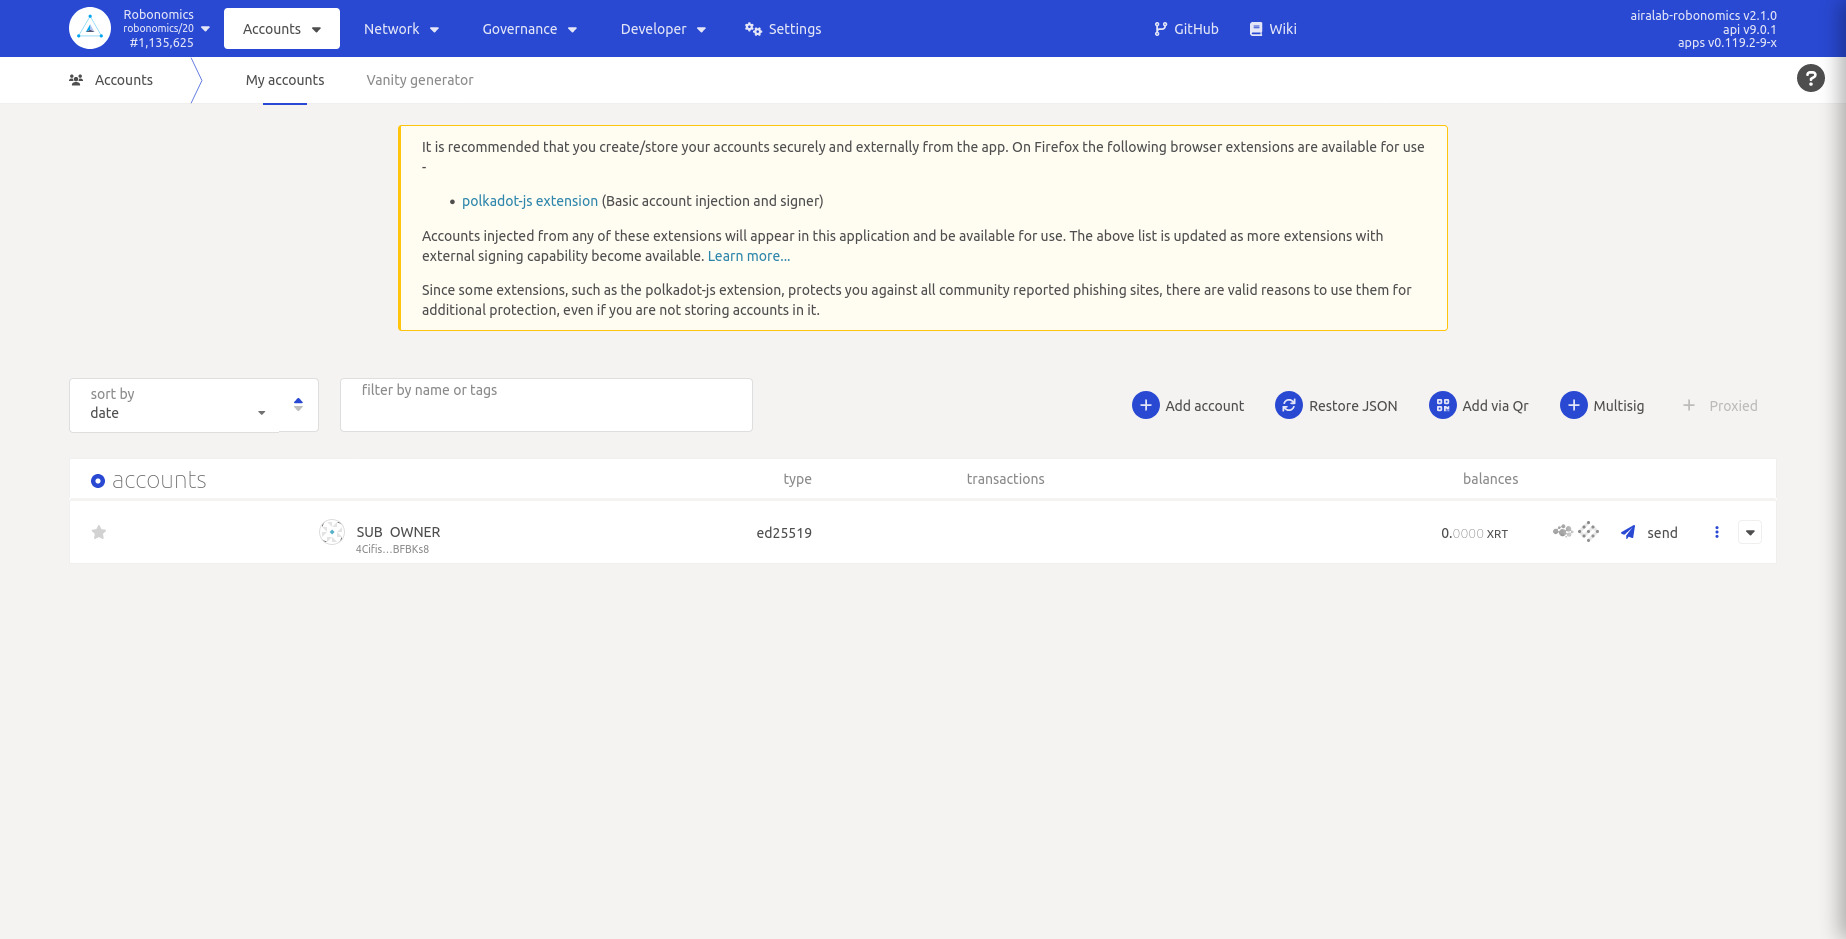 Robonomics
robonomics/20
#1,135,625
Accounts
Network
Governance
Developer
Settings
GitHub
Wiki
airalab-robonomics v2.1.0
api v9.0.1
apps v0.119.2-9-x
Accounts
My accounts
Vanity generator
?
It is recommended that you create/store your accounts securely and externally from the app. On Firefox the following browser extensions are available for use
-
• polkadot-js extension (Basic account injection and signer)
Accounts injected from any of these extensions will appear in this application and be available for use. The above list is updated as more extensions with
external signing capability become available. Learn more...
Since some extensions, such as the polkadot-js extension, protects you against all community reported phishing sites, there are valid reasons to use them for
additional protection, even if you are not storing accounts in it.
sort by
date
filter by name or tags
Add account
Restore JSON
Add via Qr
Multisig
Proxied
accounts
type
transactions
balances
SUB_OWNER
4Cifis...BFBKs8
ed25519
0.0000 XRT
send